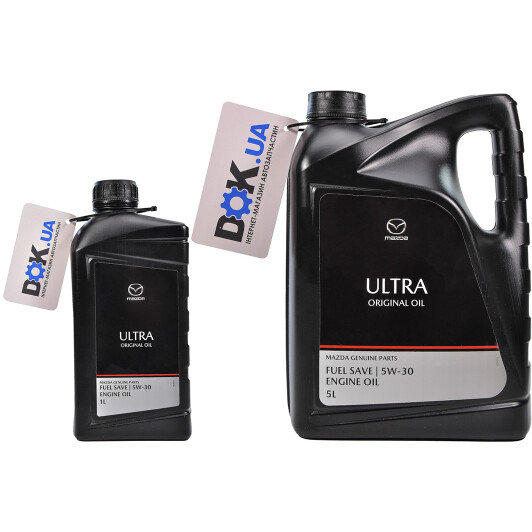 DOK.UA
ІНТЕРНЕТ-МАГАЗИН АВТОЗАПЧАСТИН
mazda
ULTRA
ORIGINAL OIL
MAZDA GENUINE PARTS
FUEL SAVE | 5W-30
ENGINE OIL
1L
DOK.UA
ІНТЕРНЕТ-МАГАЗИН АВТОЗАПЧАСТИН
mazda
ULTRA
ORIGINAL OIL
MAZDA GENUINE PARTS
FUEL SAVE | 5W-30
ENGINE OIL
5L